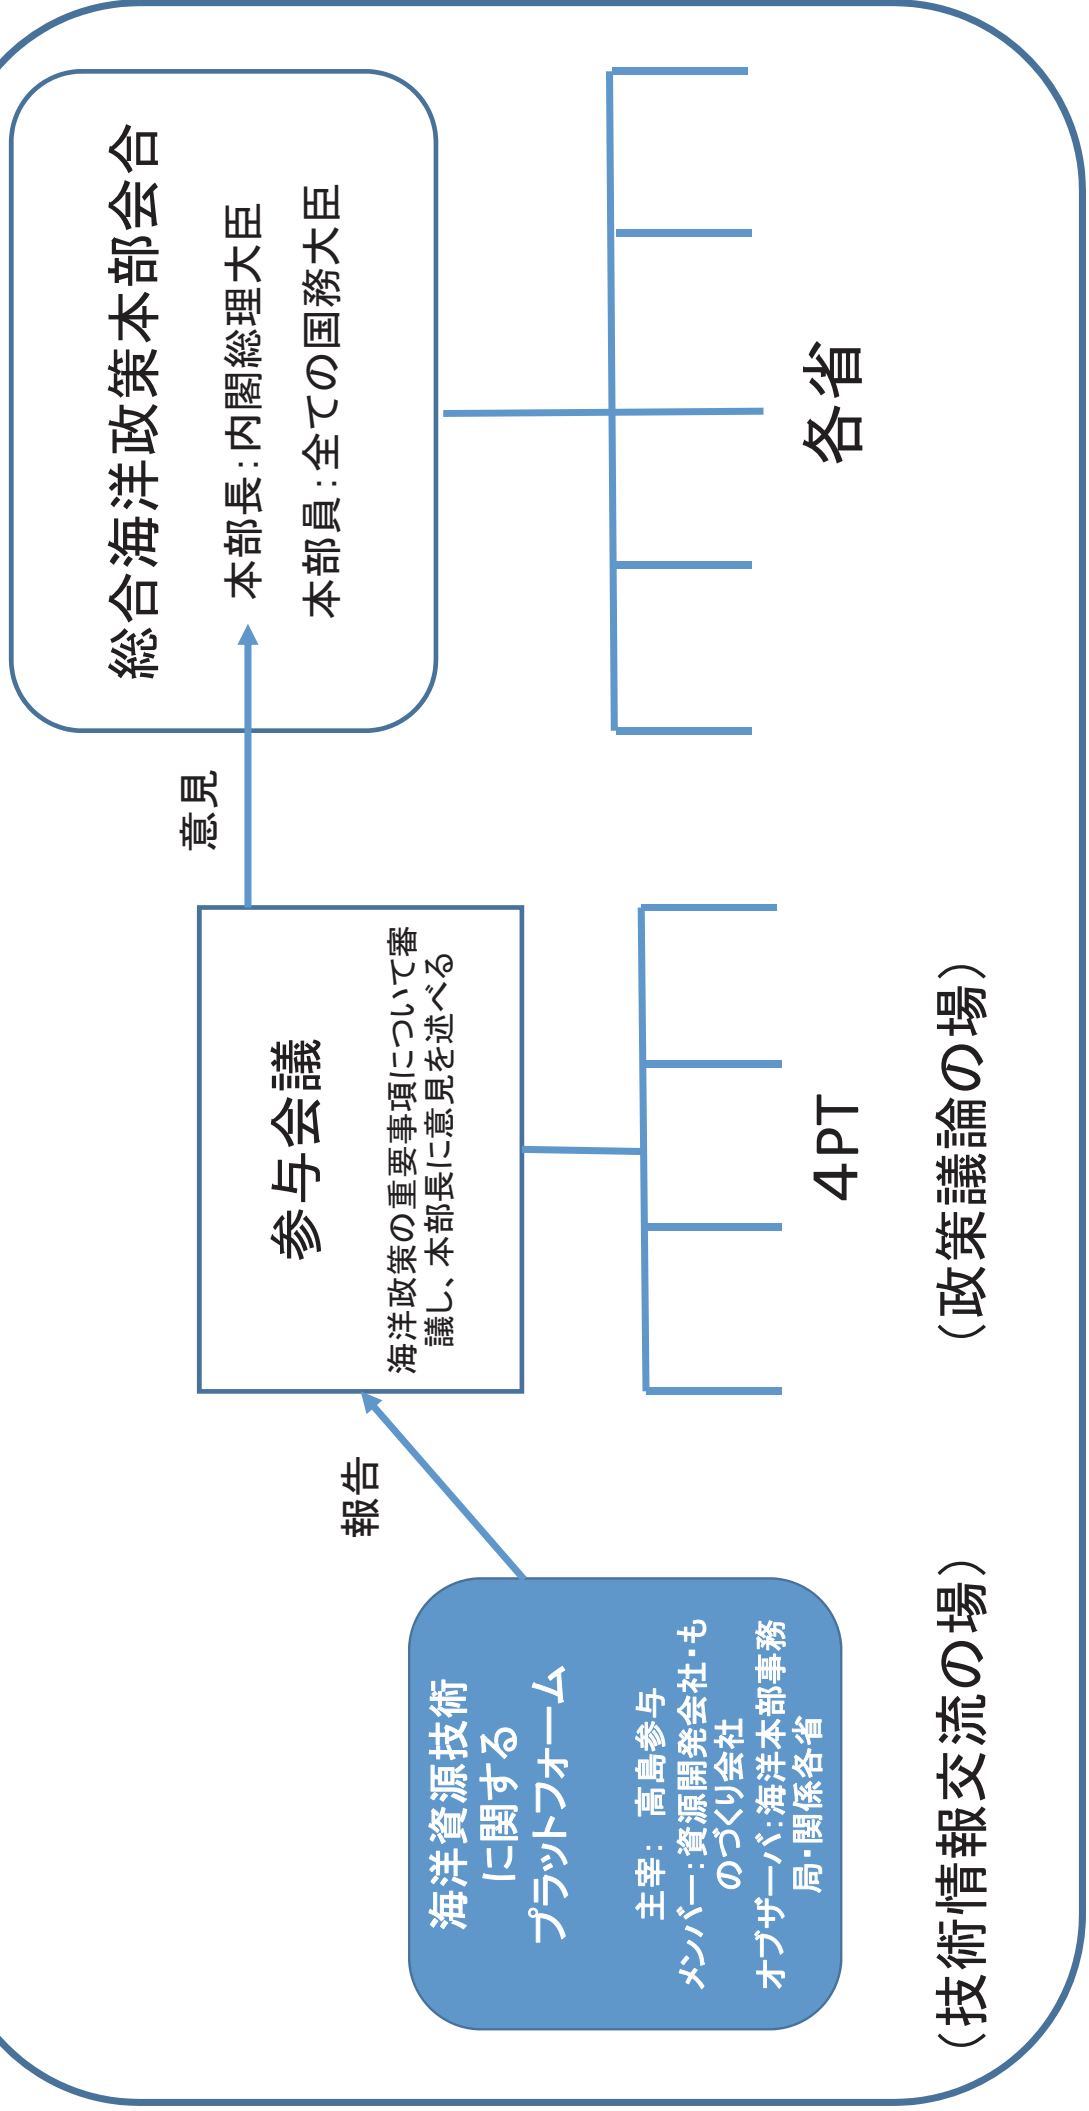 海洋資源技術
に関する
プラットフォーム
主宰： 高島参与
メンバー：資源開発会社・も
のづくり会社
オブザーバ：海洋本部事務
局・関係各省
（技術情報交流の場）
報告
参与会議
海洋政策の重要事項について審
議し、本部長に意見を述べる
4PT
（政策議論の場）
意見
総合海洋政策本部会合
本部長：内閣総理大臣
本部員：全ての国務大臣
各省